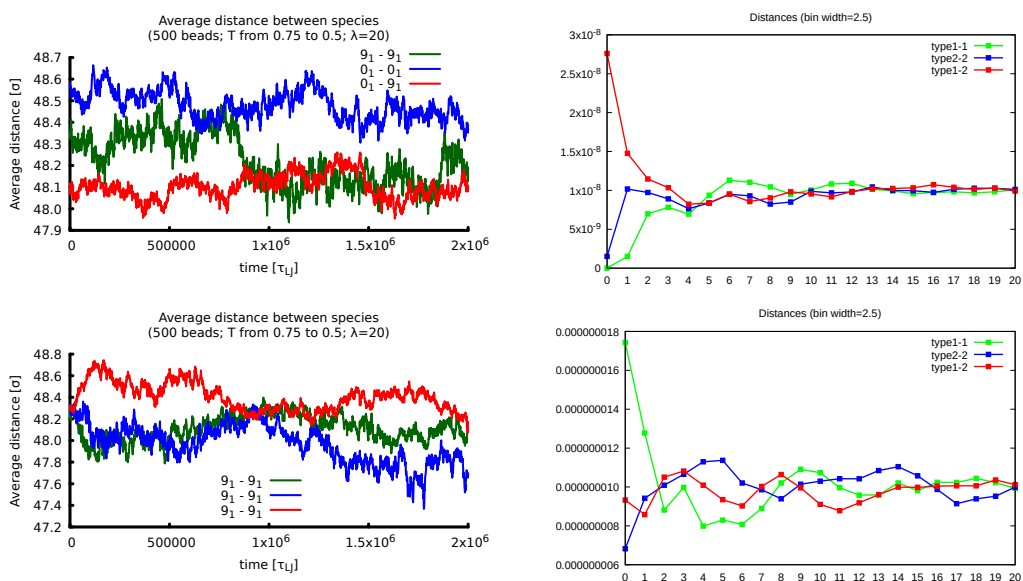 Average distance between species
(500 beads; T from 0.75 to 0.5; λ=20)
9₁ - 9₁
0₁ - 0₁
0₁ - 9₁
48.7
48.6
48.5
48.4
48.3
48.2
48.1
48.0
47.9
Average distance [σ]
0
500000
1x10⁶
1.5x10⁶
2x10⁶
time [τ_LJ]
Distances (bin width=2.5)
type1-1
type2-2
type1-2
3x10⁻⁸
2.5x10⁻⁸
2x10⁻⁸
1.5x10⁻⁸
1x10⁻⁸
5x10⁻⁹
0
0 1 2 3 4 5 6 7 8 9 10 11 12 13 14 15 16 17 18 19 20
Average distance between species
(500 beads; T from 0.75 to 0.5; λ=20)
48.8
48.6
48.4
48.2
48.0
47.8
47.6
47.4
47.2
Average distance [σ]
9₁ - 9₁
9₁ - 9₁
9₁ - 9₁
0
500000
1x10⁶
1.5x10⁶
2x10⁶
time [τ_LJ]
Distances (bin width=2.5)
type1-1
type2-2
type1-2
0.000000018
0.000000016
0.000000014
0.000000012
0.000000010
0.000000008
0.000000006
0 1 2 3 4 5 6 7 8 9 10 11 12 13 14 15 16 17 18 19 20